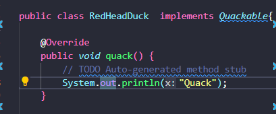 public class RedHeadDuck implements Quackable{
@Override
public void quack() {
// TODO Auto-generated method stub
System.out.println(x: "Quack");
}